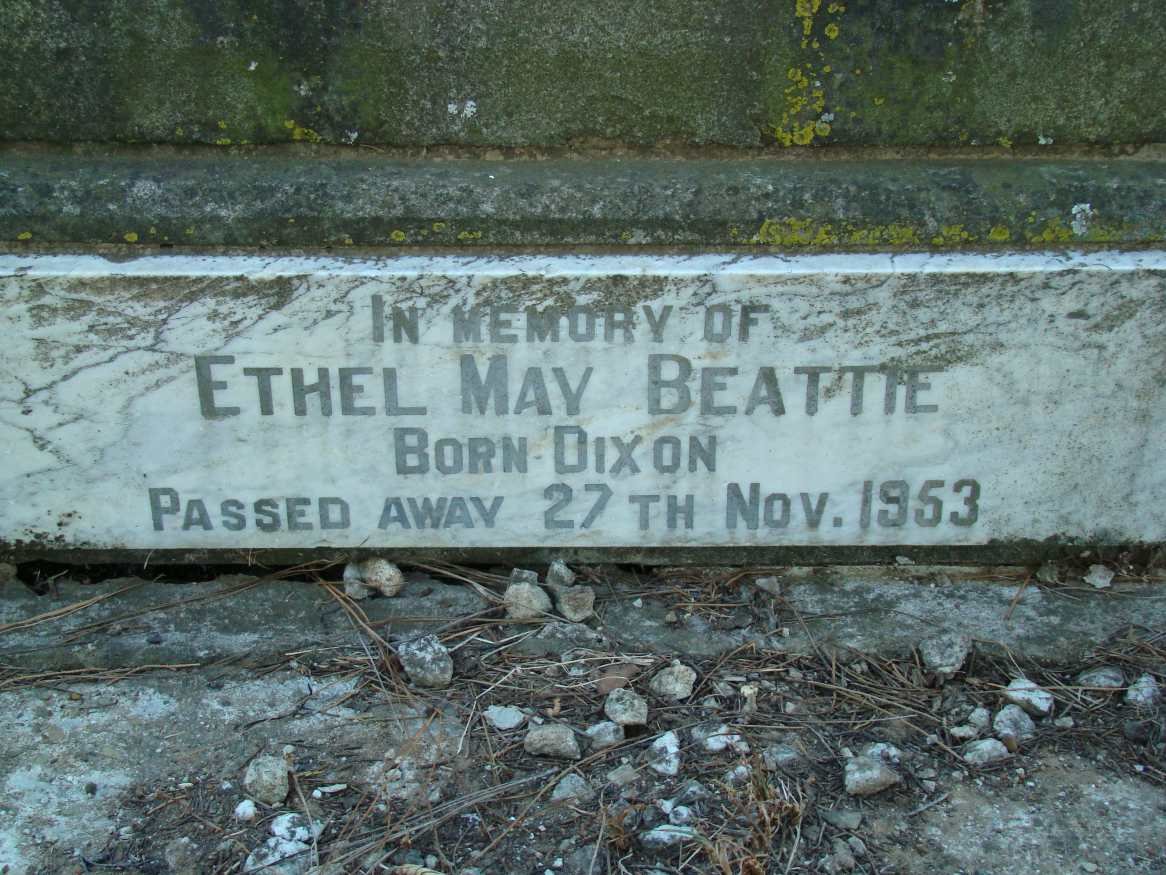 In memory of
Ethel May Beattie
Born Dixon
Passed away 27th Nov. 1953